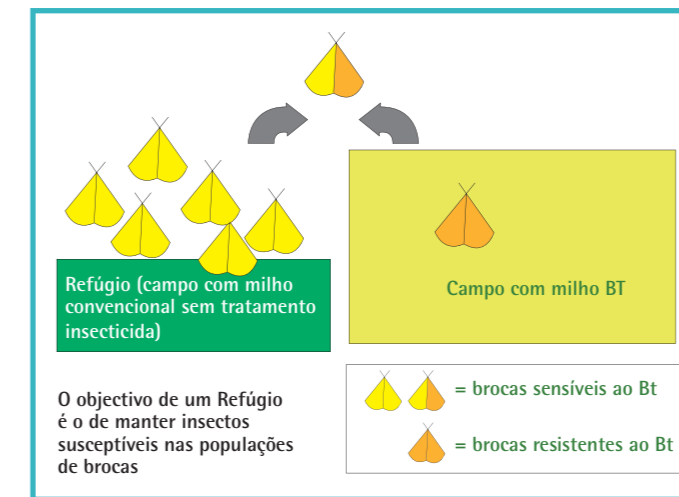 Refúgio (campo com milho
convencional sem tratamento
insecticida)
Campo com milho BT
O objectivo de um Refúgio
é o de manter insectos
susceptíveis nas populações
de brocas
= brocas sensíveis ao Bt
= brocas resistentes ao Bt